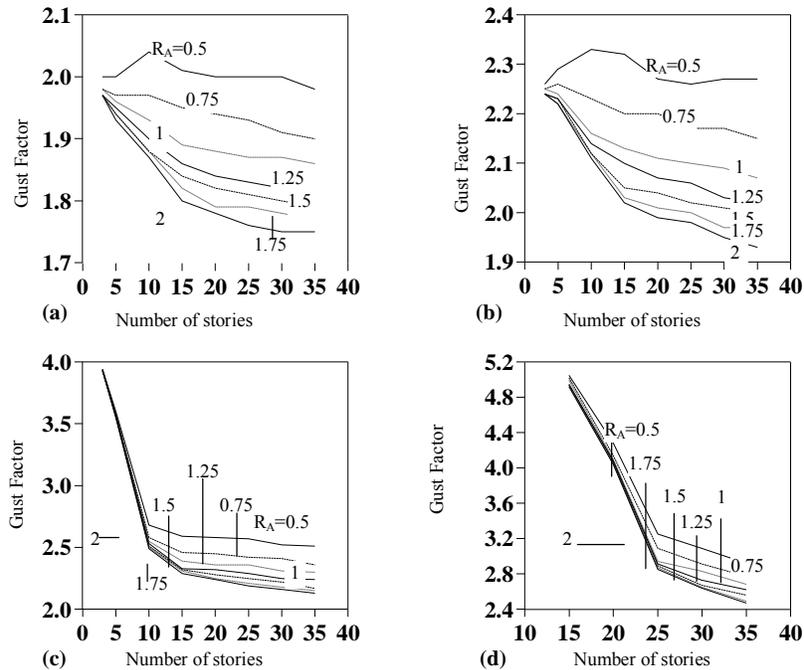 2.1
2.0
1.9
1.8
1.7
Gust Factor
R_A=0.5
0.75
1
1.25
1.5
2
1.75
0 5 10 15 20 25 30 35 40
(a)
Number of stories
2.4
2.3
2.2
2.1
2.0
1.9
Gust Factor
R_A=0.5
0.75
1
1.25
1.5
1.75
2
0 5 10 15 20 25 30 35 40
(b)
Number of stories
4.0
3.5
3.0
2.5
2.0
Gust Factor
1.25
1.5
0.75
R_A=0.5
2
1
1.75
0 5 10 15 20 25 30 35 40
(c)
Number of stories
5.2
4.8
4.4
4.0
3.6
3.2
2.8
2.4
Gust Factor
R_A=0.5
1.75
1.5
1
1.25
2
0.75
10 15 20 25 30 35 40
(d)
Number of stories